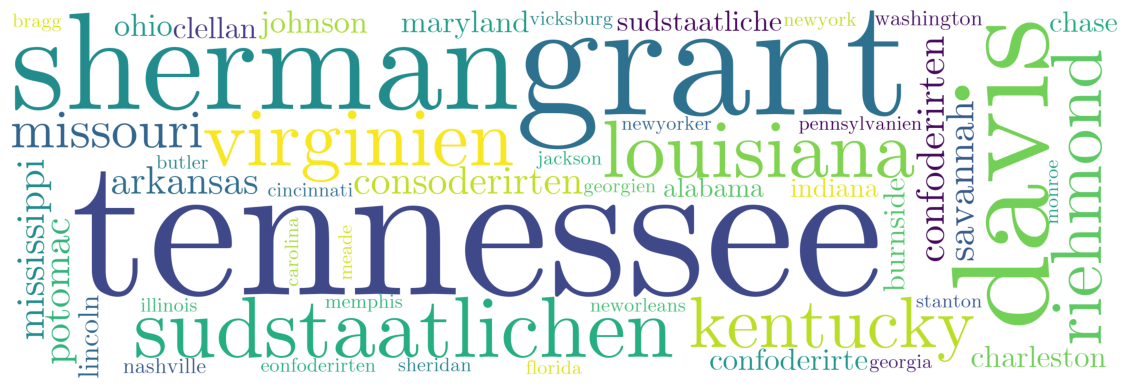 bragg
ohio
clellan
johnson
maryland
vicksburg
sudstaatliche
newyork
washington
chase
sherman
grant
davis
missouri
virginien
newyorker
pennsylvanien
louisiana
confoderirten
savannah
riehmond
butler
jackson
mississippi
arkansas
cincinnati
consoderirten
georgien
alabama
indiana
monroe
tennessee
burnside
potomac
carolina
meade
lincoln
illinois
memphis
neworleans
stanton
sudstaatlichen
kentucky
nashville
eonfoderirten
sheridan
florida
confoderirte
georgia
charleston